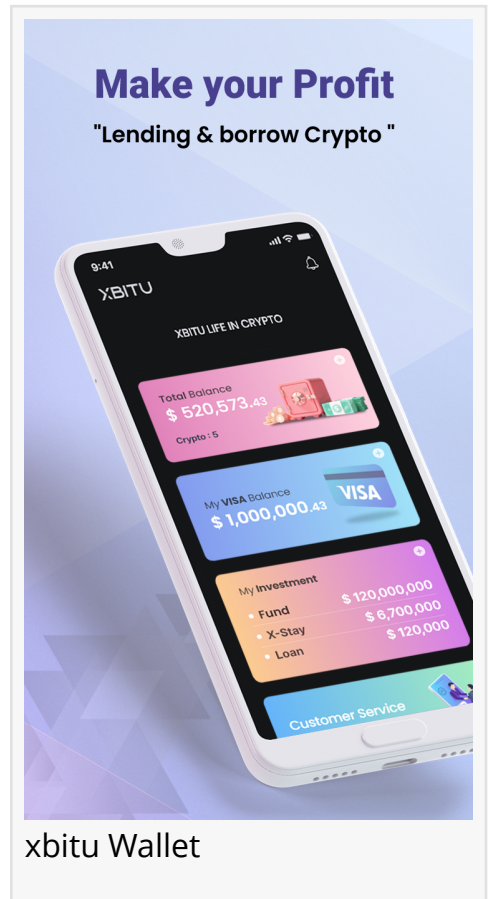 Make your Profit
"Lending & borrow Crypto "
9:41
XBITU
XBITU LIFE IN CRYPTO
Total Balance
$ 520,573.43
Crypto : 5
My VISA Balance
$ 1,000,000.43
VISA
My Investment
Fund $ 120,000,000
X-Stay $ 6,700,000
Loan $ 120,000
Customer Service
xbitu Wallet